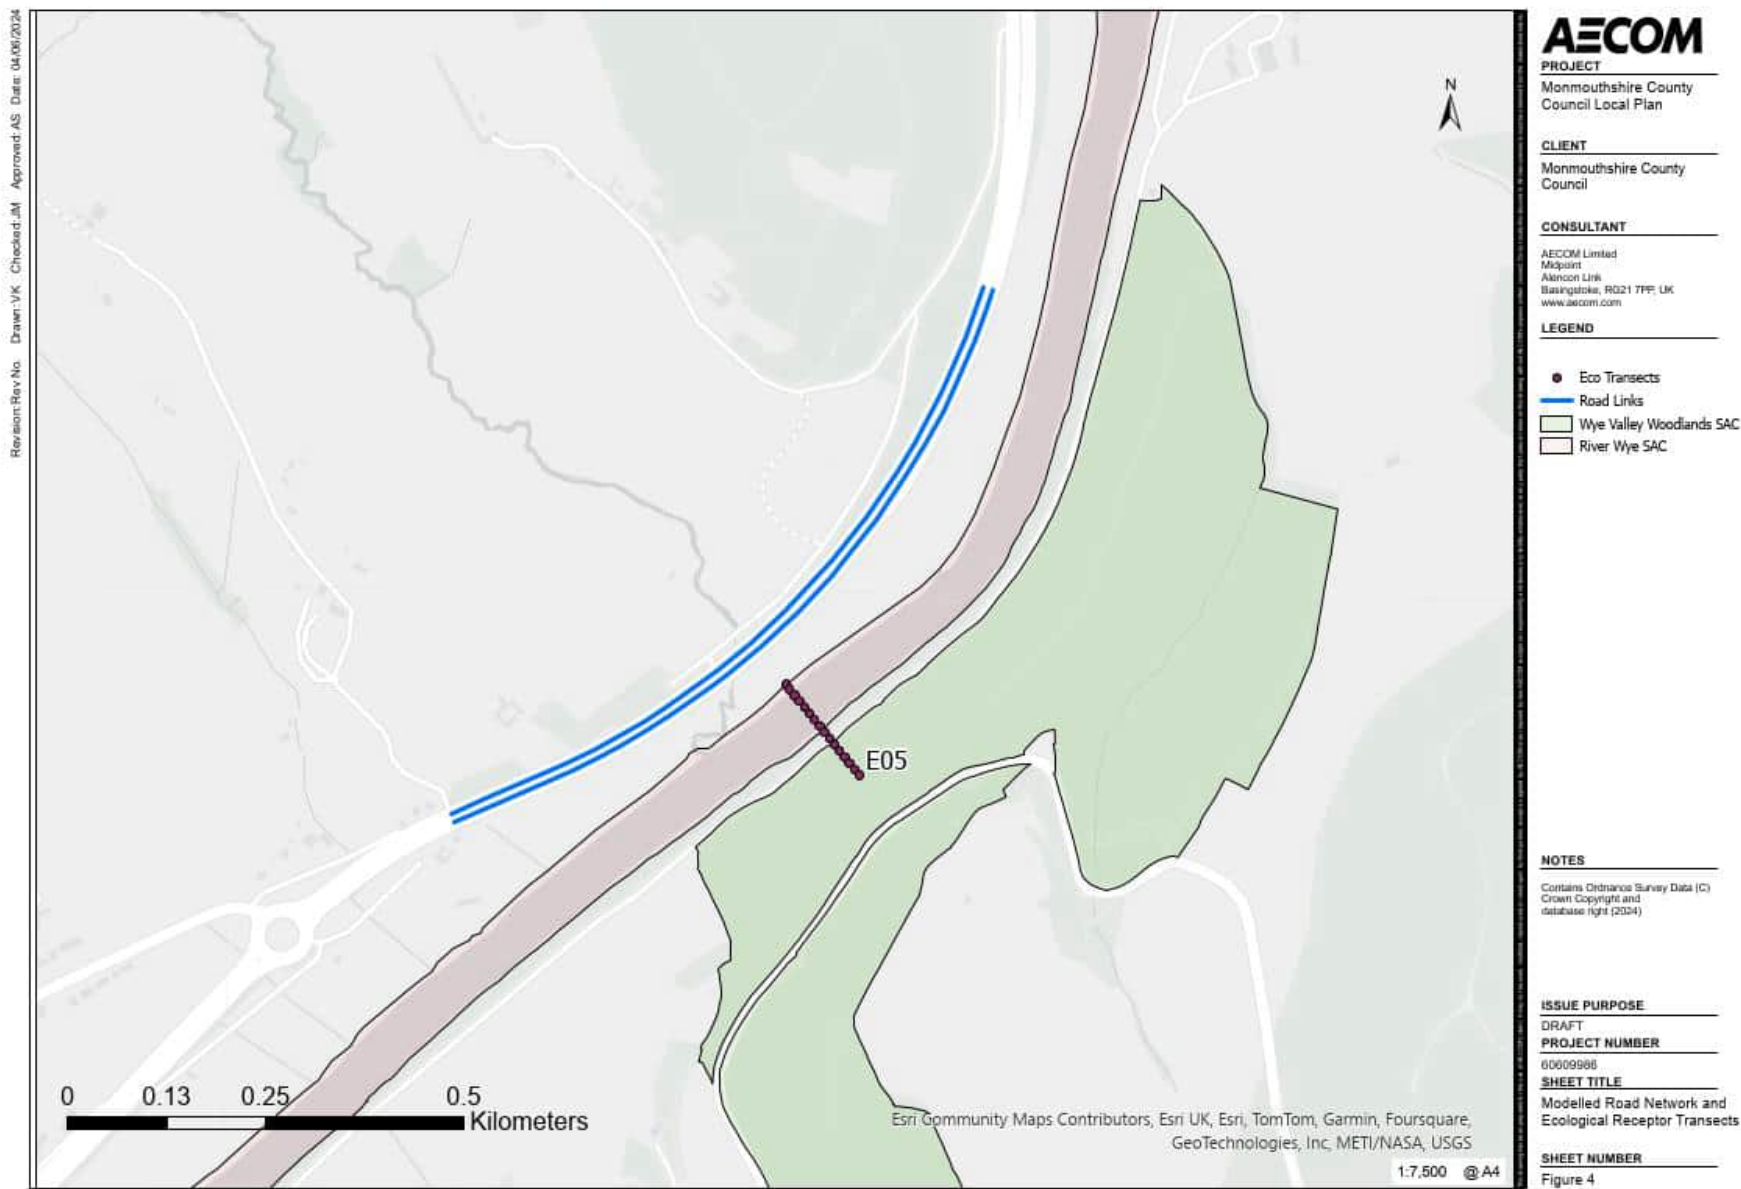 Revision:Rev No. Drawn:VK Checked:JM Approved:AS Date: 04/06/2024
N
E05
0 0.13 0.25 0.5
Kilometers
Esri Community Maps Contributors, Esri UK, Esri, TomTom, Garmin, Foursquare,
GeoTechnologies, Inc, METI/NASA, USGS
1:7,500 @ A4
AECOM
PROJECT
Monmouthshire County
Council Local Plan
CLIENT
Monmouthshire County
Council
CONSULTANT
AECOM Limited
Midpoint
Alencon Link
Basingstoke, RG21 7PP, UK
www.aecom.com
LEGEND
Eco Transects
Road Links
Wye Valley Woodlands SAC
River Wye SAC
NOTES
Contains Ordnance Survey Data (C)
Crown Copyright and
database right (2024)
ISSUE PURPOSE
DRAFT
PROJECT NUMBER
60609986
SHEET TITLE
Modelled Road Network and
Ecological Receptor Transects
SHEET NUMBER
Figure 4